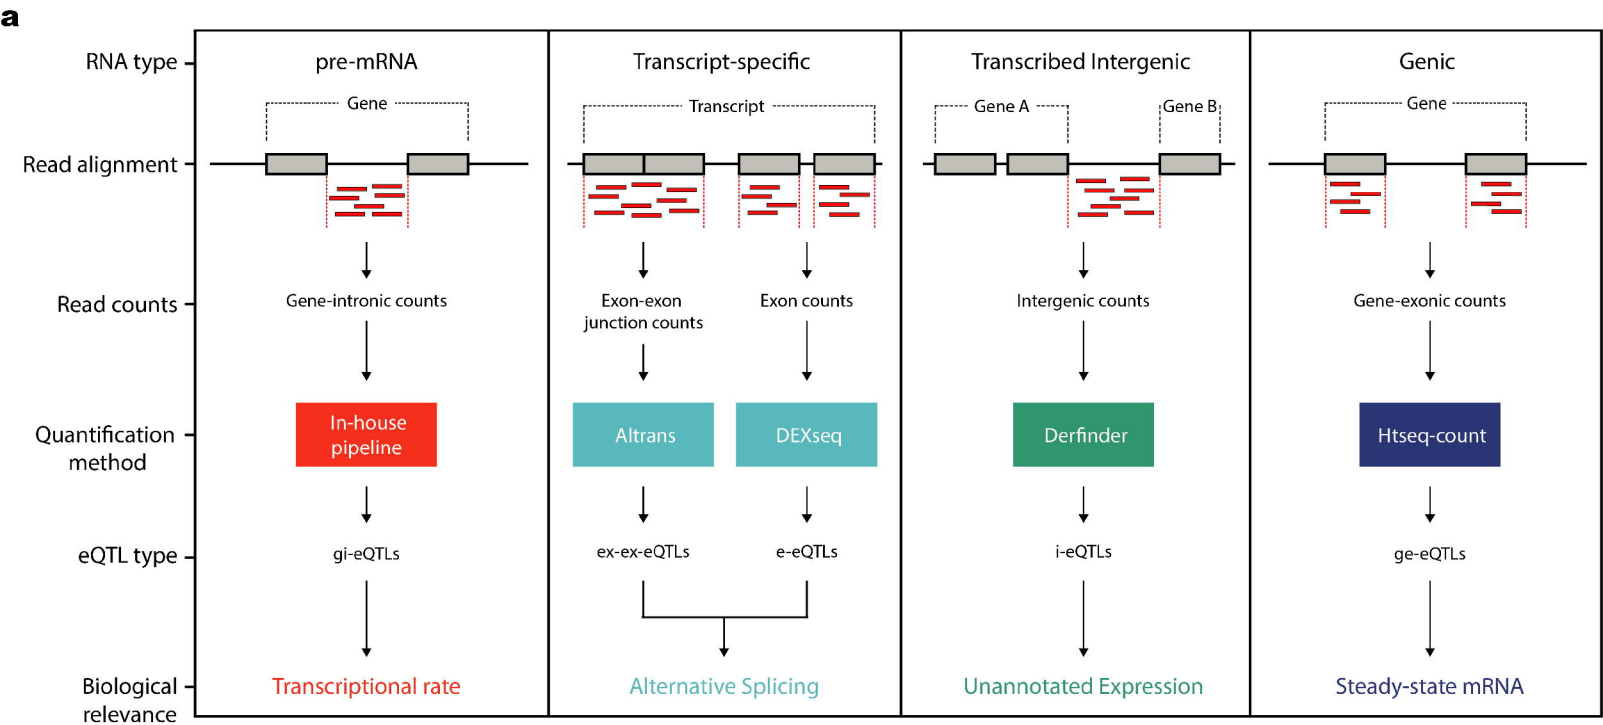 a
RNA type
pre-mRNA
Transcript-specific
Transcribed Intergenic
Genic
Gene
Transcript
Gene A
Gene B
Gene
Read alignment
Read counts
Gene-intronic counts
Exon-exon
junction counts
Exon counts
Intergenic counts
Gene-exonic counts
Quantification
method
In-house
pipeline
Altrans
DEXseq
Derfinder
Htseq-count
eQTL type
gi-eQTLs
ex-ex-eQTLs
e-eQTLs
i-eQTLs
ge-eQTLs
Biological
relevance
Transcriptional rate
Alternative Splicing
Unannotated Expression
Steady-state mRNA